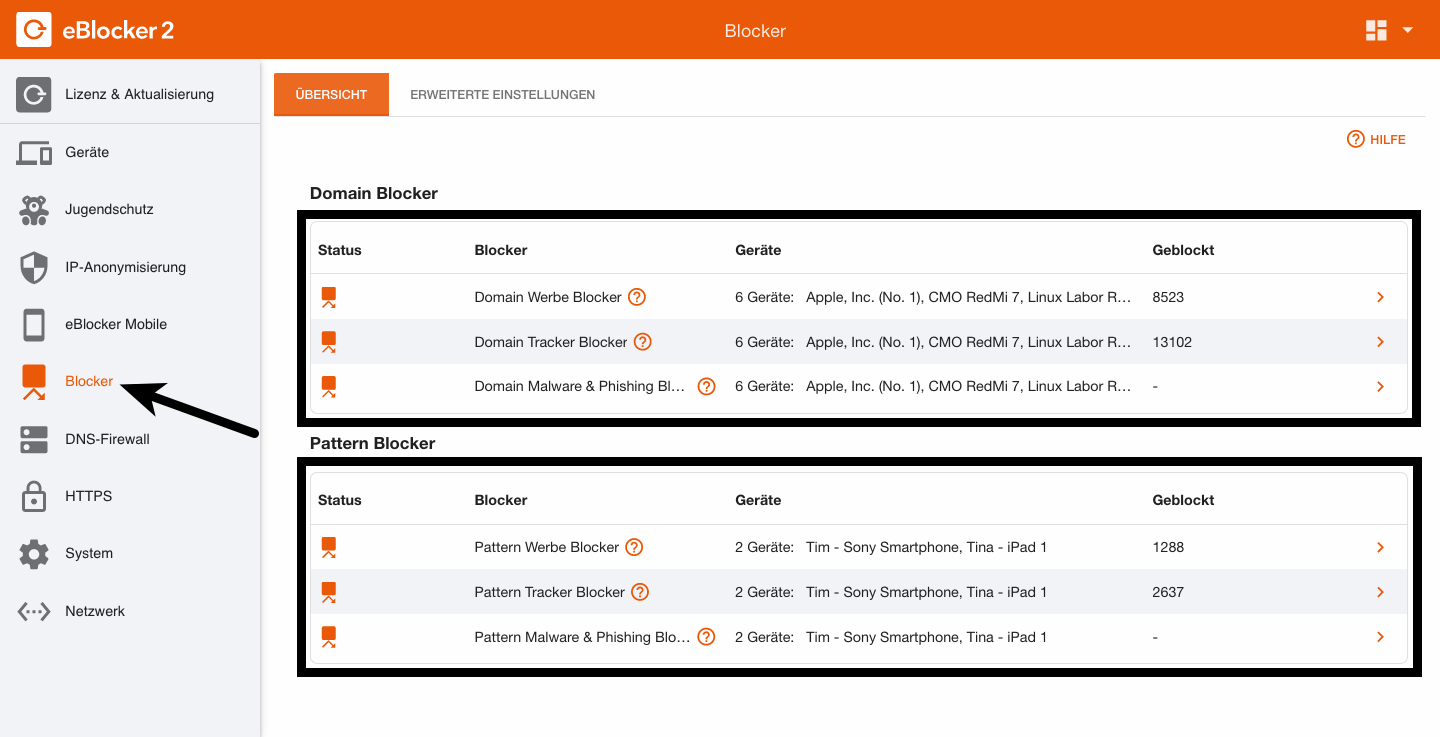 eBlocker 2
Blocker
Lizenz & Aktualisierung
Geräte
Jugendschutz
IP-Anonymisierung
eBlocker Mobile
Blocker
DNS-Firewall
HTTPS
System
Netzwerk
ÜBERSICHT ERWEITERTE EINSTELLUNGEN
HILFE
Domain Blocker
Status Blocker Geräte Geblockt
Domain Werbe Blocker 6 Geräte: Apple, Inc. (No. 1), CMO RedMi 7, Linux Labor R... 8523
Domain Tracker Blocker 6 Geräte: Apple, Inc. (No. 1), CMO RedMi 7, Linux Labor R... 13102
Domain Malware & Phishing Bl... 6 Geräte: Apple, Inc. (No. 1), CMO RedMi 7, Linux Labor R... -
Pattern Blocker
Status Blocker Geräte Geblockt
Pattern Werbe Blocker 2 Geräte: Tim - Sony Smartphone, Tina - iPad 1 1288
Pattern Tracker Blocker 2 Geräte: Tim - Sony Smartphone, Tina - iPad 1 2637
Pattern Malware & Phishing Blo... 2 Geräte: Tim - Sony Smartphone, Tina - iPad 1 -